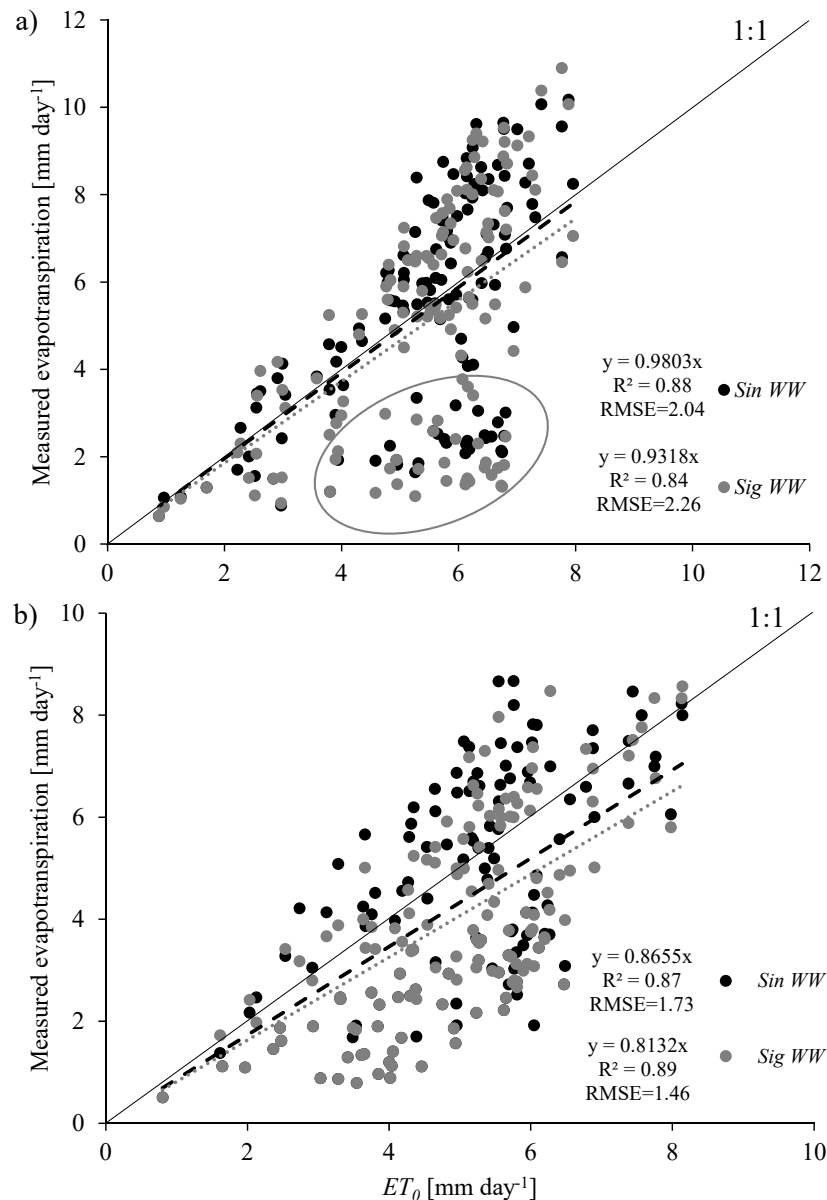 a)
12
1:1
10
8
6
4
2
0
Measured evapotranspiration [mm day-1]
y = 0.9803x
R² = 0.88
RMSE=2.04
Sin WW
y = 0.9318x
R² = 0.84
RMSE=2.26
Sig WW
0 2 4 6 8 10 12
b)
10
1:1
8
6
4
2
0
Measured evapotranspiration [mm day-1]
y = 0.8655x
R² = 0.87
RMSE=1.73
Sin WW
y = 0.8132x
R² = 0.89
RMSE=1.46
Sig WW
0 2 4 6 8 10
ET0 [mm day-1]